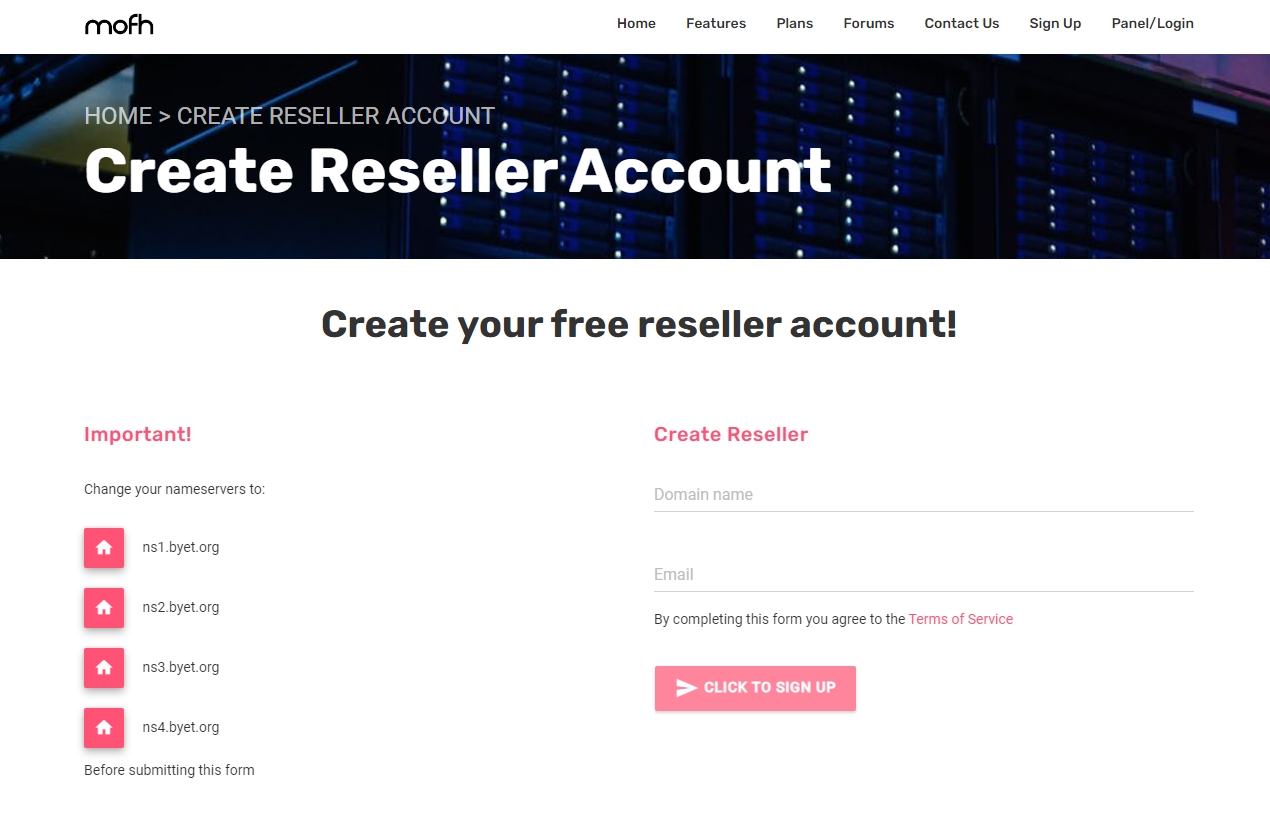 mofh
Home Features Plans Forums Contact Us Sign Up Panel/Login
HOME > CREATE RESELLER ACCOUNT
Create Reseller Account
Create your free reseller account!
Important!
Change your nameservers to:
ns1.byet.org
ns2.byet.org
ns3.byet.org
ns4.byet.org
Before submitting this form
Create Reseller
Domain name
Email
By completing this form you agree to the Terms of Service
CLICK TO SIGN UP